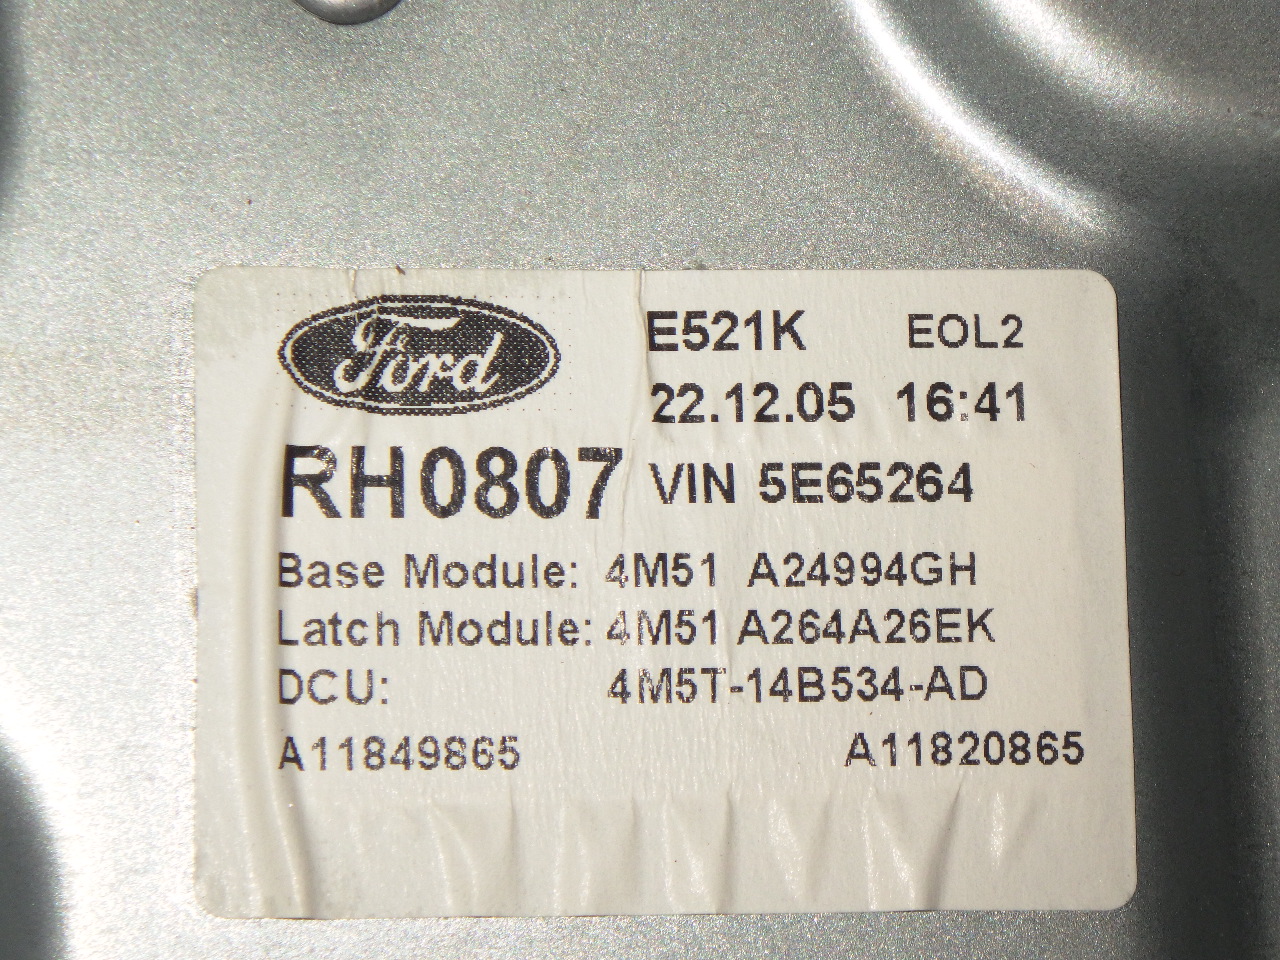 Ford
E521K EOL2
22.12.05 16:41
RH0807 VIN 5E65264
Base Module: 4M51 A24994GH
Latch Module: 4M51 A264A26EK
DCU: 4M5T-14B534-AD
A11849865 A11820865